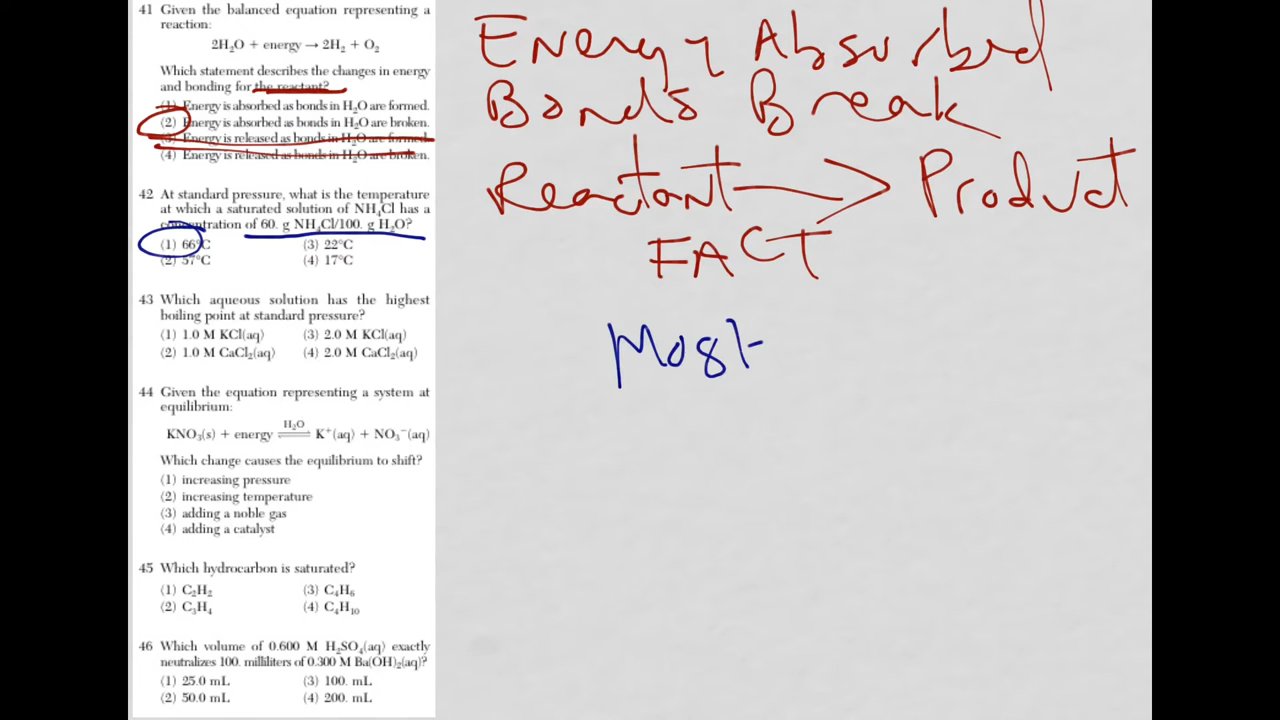 41 Given the balanced equation representing a
reaction:
2H₂O + energy → 2H₂ + O₂
Which statement describes the changes in energy
and bonding for the reactant?
(1) Energy is absorbed as bonds in H₂O are formed.
(2) Energy is absorbed as bonds in H₂O are broken.
(3) Energy is released as bonds in H₂O are formed.
(4) Energy is released as bonds in H₂O are broken.
42 At standard pressure, what is the temperature
at which a saturated solution of NH₄Cl has a
concentration of 60. g NH₄Cl/100. g H₂O?
(1) 66°C (3) 22°C
(2) 57°C (4) 17°C
43 Which aqueous solution has the highest
boiling point at standard pressure?
(1) 1.0 M KCl(aq) (3) 2.0 M KCl(aq)
(2) 1.0 M CaCl₂(aq) (4) 2.0 M CaCl₂(aq)
44 Given the equation representing a system at
equilibrium:
H₂O
KNO₃(s) + energy ⇌ K⁺(aq) + NO₃⁻(aq)
Which change causes the equilibrium to shift?
(1) increasing pressure
(2) increasing temperature
(3) adding a noble gas
(4) adding a catalyst
45 Which hydrocarbon is saturated?
(1) C₂H₂ (3) C₄H₆
(2) C₃H₄ (4) C₄H₁₀
46 Which volume of 0.600 M H₂SO₄(aq) exactly
neutralizes 100. milliliters of 0.300 M Ba(OH)₂(aq)?
(1) 25.0 mL (3) 100. mL
(2) 50.0 mL (4) 200. mL
Energy Absorbed
Bonds Break
Reactant → Product
FACT
Most